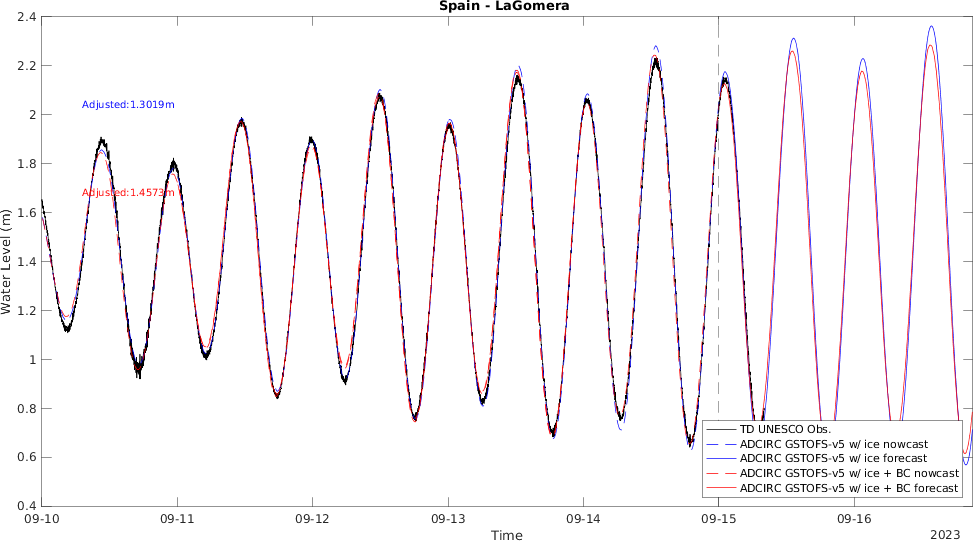 Spain - LaGomera
2.4
2.2
2
1.8
1.6
1.4
1.2
1
0.8
0.6
0.4
Water Level (m)
Adjusted:1.3019m
Adjusted:1.4573m
TD UNESCO Obs.
ADCIRC GSTOFS-v5 w/ ice nowcast
ADCIRC GSTOFS-v5 w/ ice forecast
ADCIRC GSTOFS-v5 w/ ice + BC nowcast
ADCIRC GSTOFS-v5 w/ ice + BC forecast
09-10 09-11 09-12 09-13 09-14 09-15 09-16
Time
2023